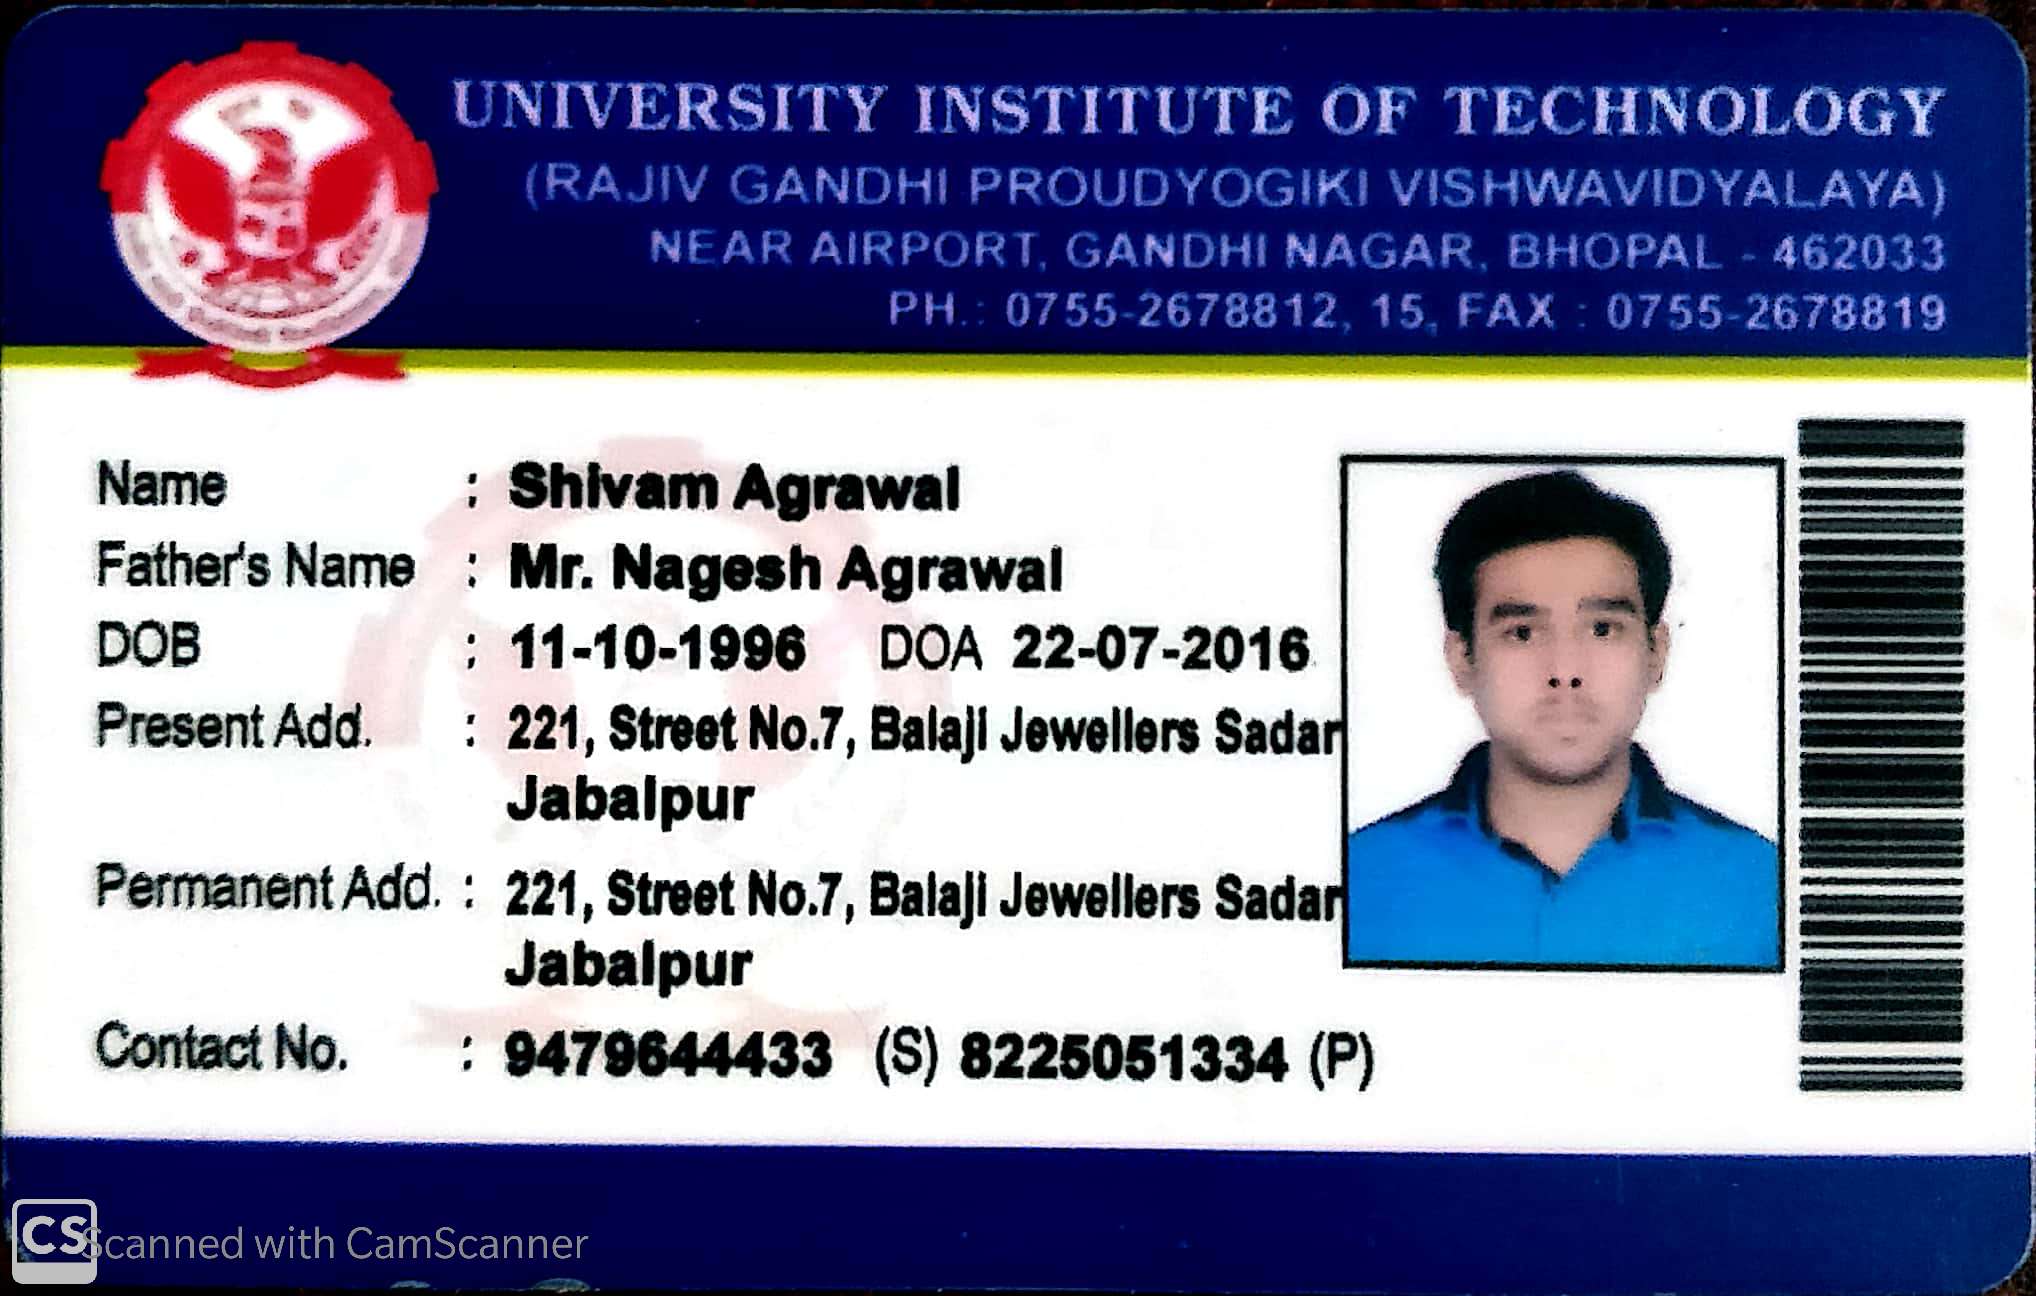 UNIVERSITY INSTITUTE OF TECHNOLOGY
(RAJIV GANDHI PROUDYOGIKI VISHWAVIDYALAYA)
NEAR AIRPORT, GANDHI NAGAR, BHOPAL - 462033
PH.: 0755-2678812, 15, FAX : 0755-2678819
Name : Shivam Agrawal
Father's Name : Mr. Nagesh Agrawal
DOB : 11-10-1996 DOA 22-07-2016
Present Add. : 221, Street No.7, Balaji Jewellers Sadar
Jabalpur
Permanent Add. : 221, Street No.7, Balaji Jewellers Sadar
Jabalpur
Contact No. : 9479644433 (S) 8225051334 (P)
CS Scanned with CamScanner